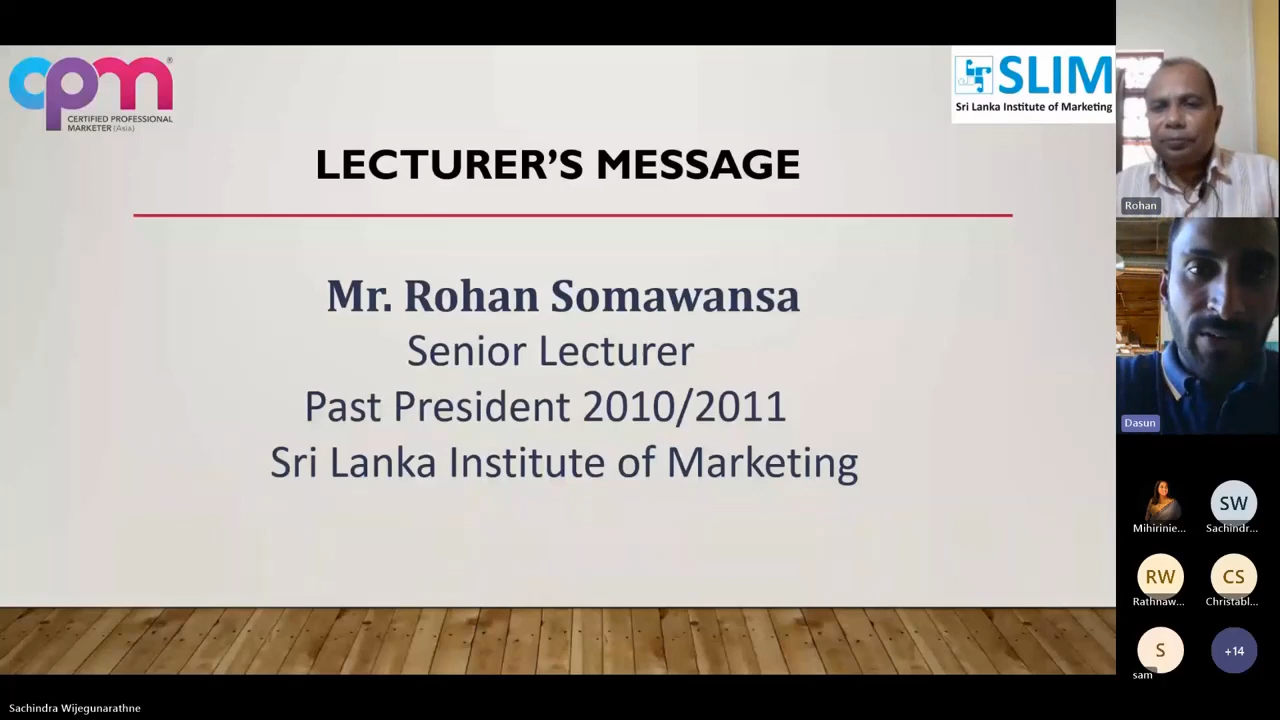 cpm®
CERTIFIED PROFESSIONAL
MARKETER (Asia)
SLIM
Sri Lanka Institute of Marketing
LECTURER’S MESSAGE
Mr. Rohan Somawansa
Senior Lecturer
Past President 2010/2011
Sri Lanka Institute of Marketing
Rohan
Dasun
Mihirinie...
SW
Sachindr...
RW
Rathnaw...
CS
Christabl...
S
sam
+14
Sachindra Wijegunarathne